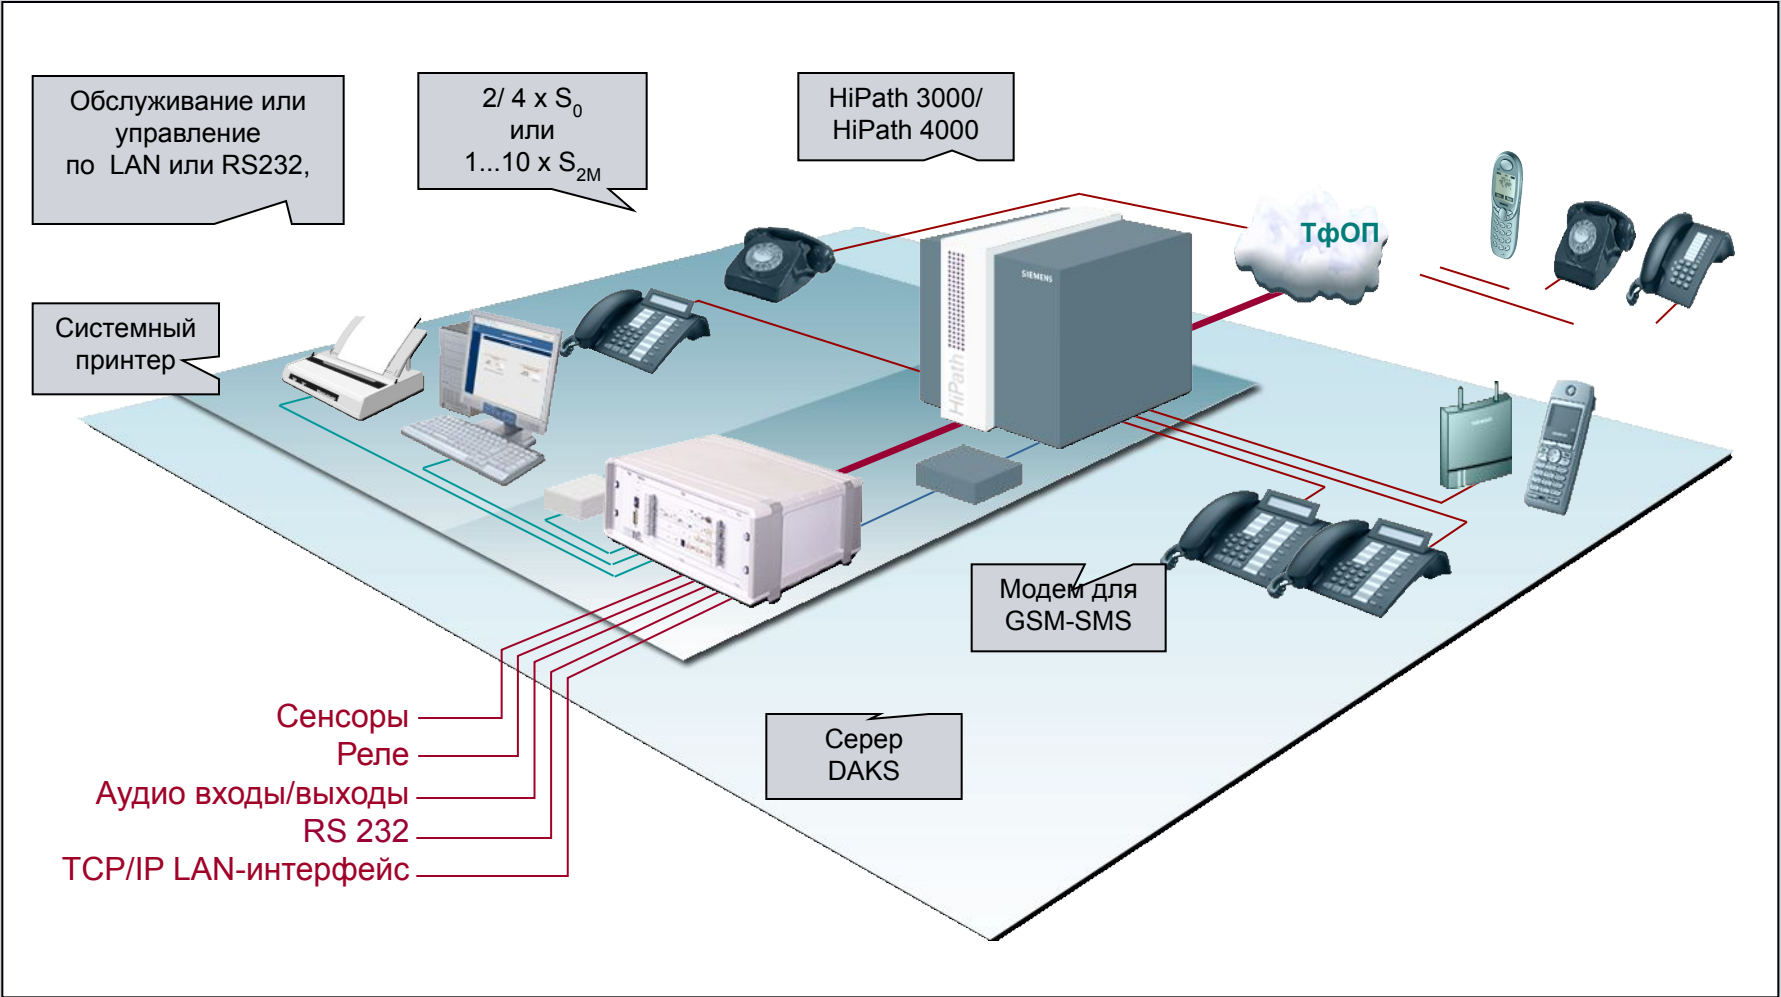 Обслуживание или
управление
по LAN или RS232,
2/ 4 x S0
или
1...10 x S2M
HiPath 3000/
HiPath 4000
ТфОП
SIEMENS
HiPath
Системный
принтер
Модем для
GSM-SMS
Серер
DAKS
Сенсоры
Реле
Аудио входы/выходы
RS 232
TCP/IP LAN-интерфейс